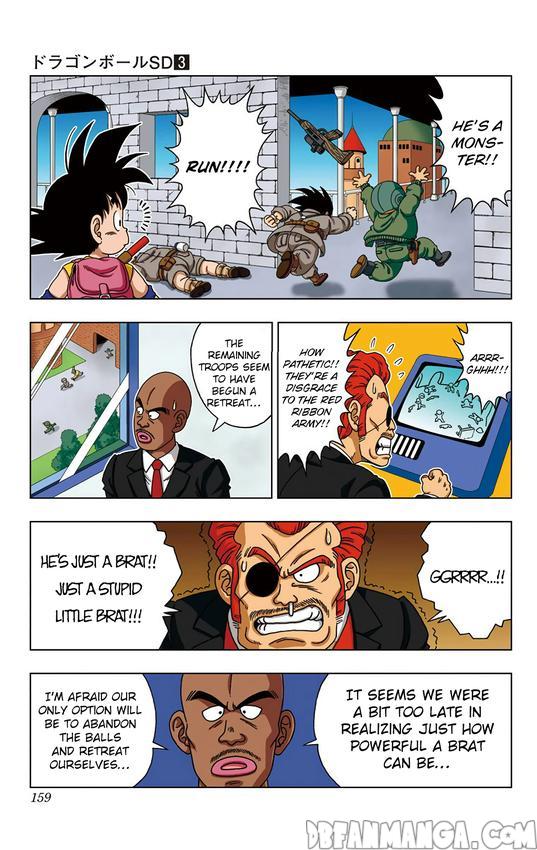 ドラゴンボールSD3
HE'S A
MONS-
TER!!
RUN!!!!
ARRR-
GHHH!!!
HOW
PATHETIC!!
THEY'RE A
DISGRACE
TO THE RED
RIBBON
ARMY!!
THE
REMAINING
TROOPS SEEM
TO HAVE
BEGUN A
RETREAT...
GGRRRR...!!
HE'S JUST A BRAT!!
JUST A STUPID
LITTLE BRAT!!!
IT SEEMS WE WERE
A BIT TOO LATE IN
REALIZING JUST HOW
POWERFUL A BRAT
CAN BE...
I'M AFRAID OUR
ONLY OPTION WILL
BE TO ABANDON
THE BALLS
AND RETREAT
OURSELVES...
159
DBFANMANGA.COM